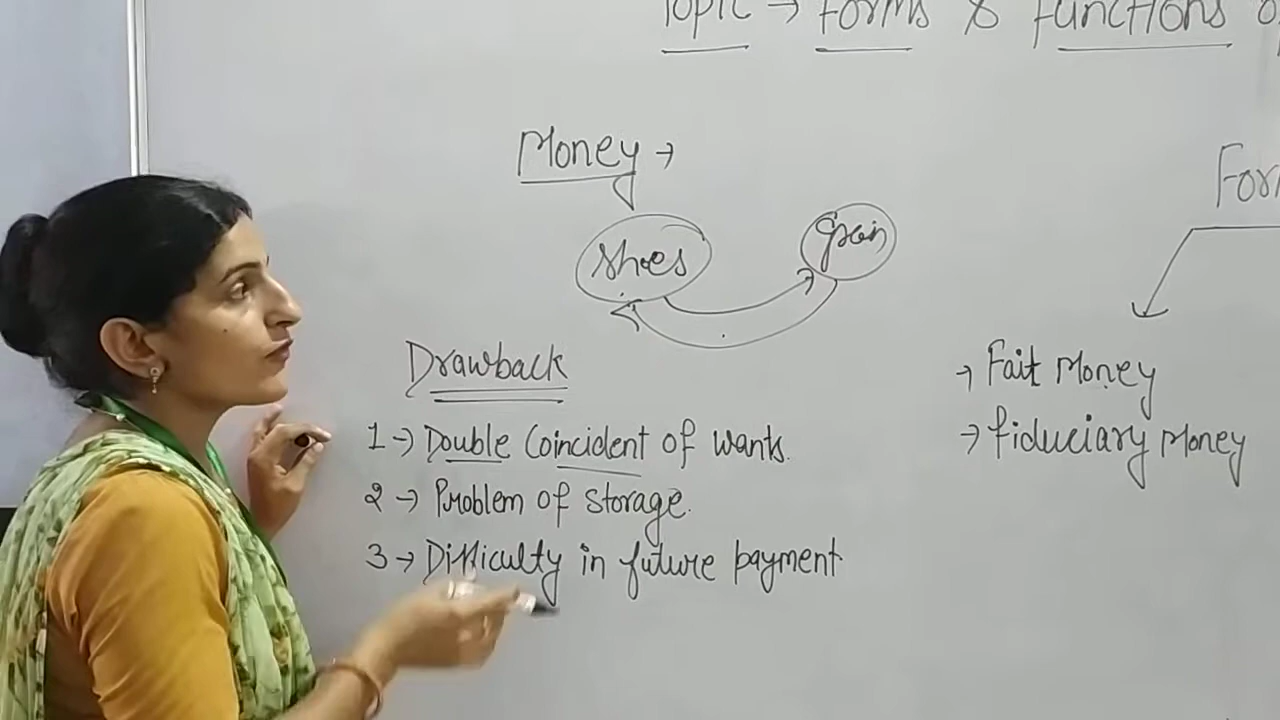 Topic → Forms & Functions
Money →
Shoes
Grain
Drawback
1 → Double Coincident of wants.
2 → Problem of storage.
3 → Difficulty in future payment
→ Fait Money
→ fiduciary Money